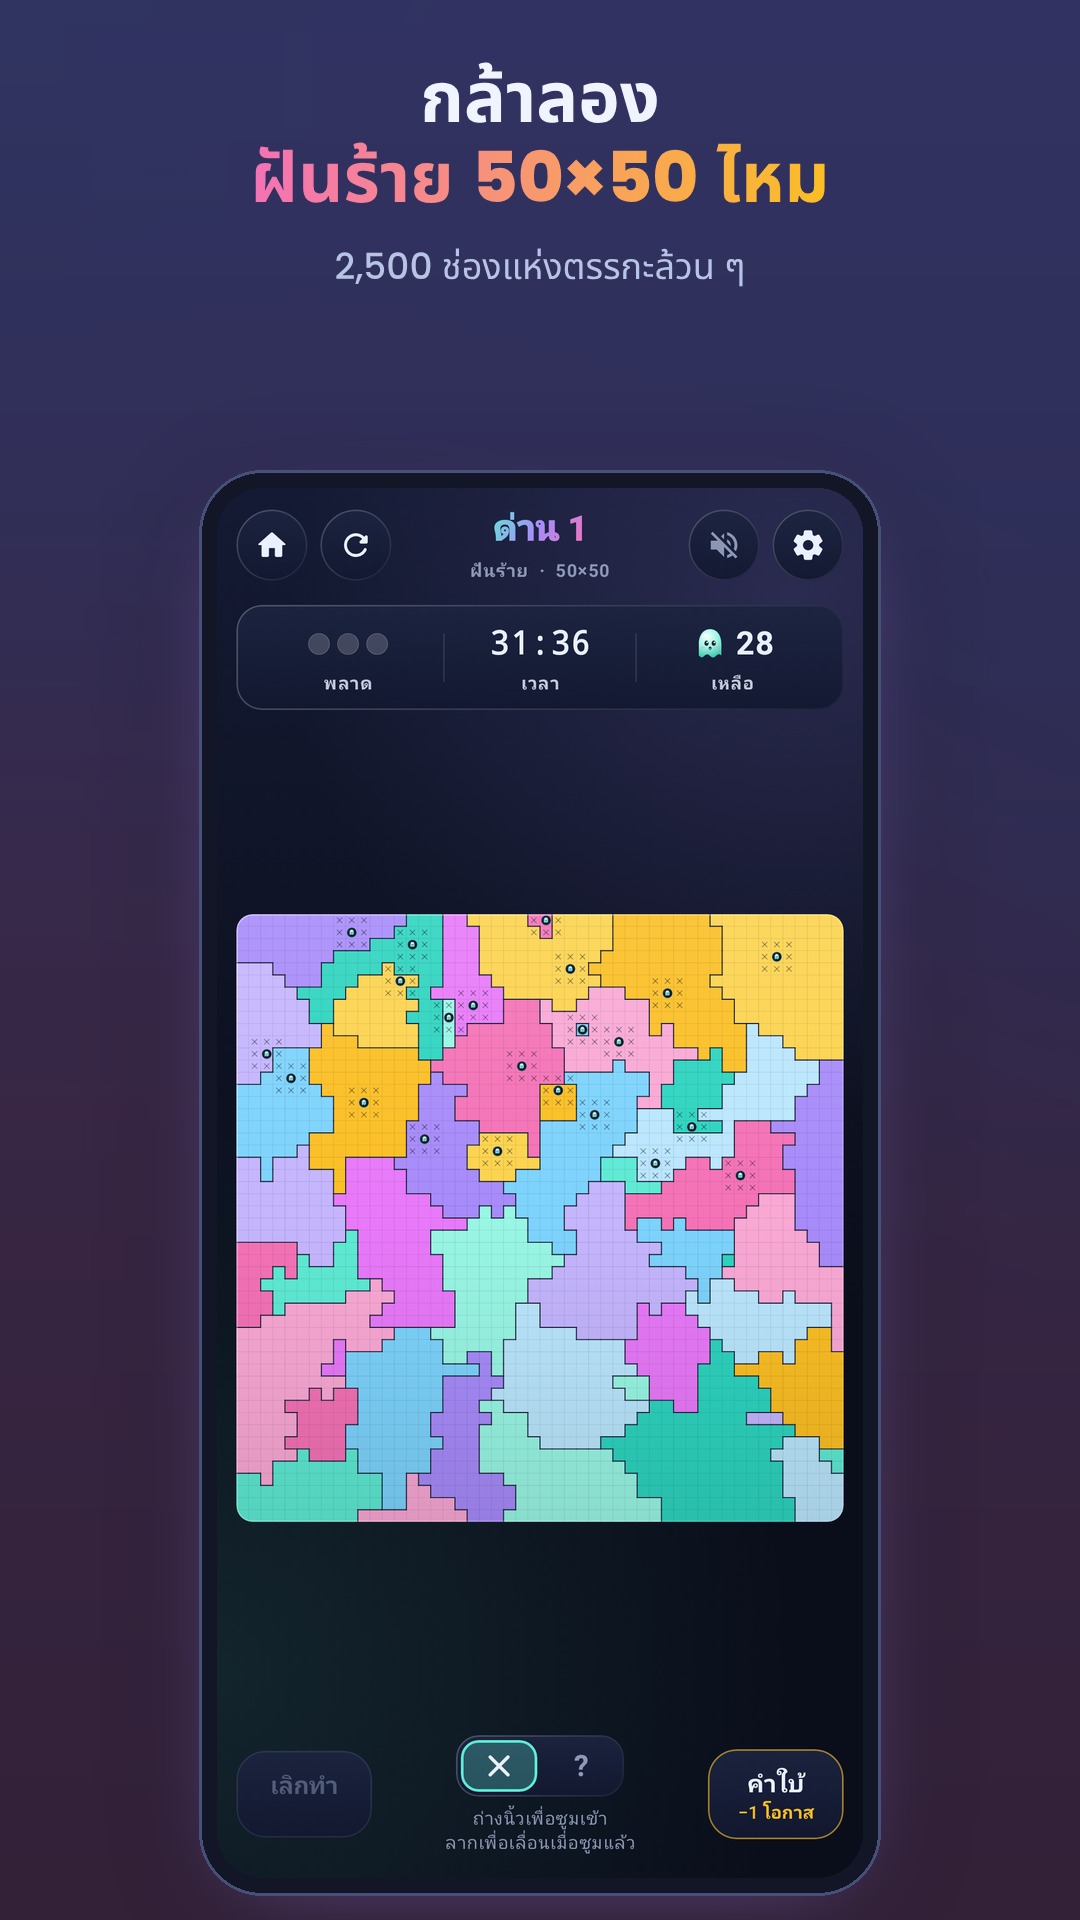 กล้าลอง
ฝันร้าย 50×50 ไหม
2,500 ช่องแห่งตรรกะล้วน ๆ
ด่าน 1
ฝันร้าย · 50×50
31:36
28
พลาด
เวลา
เหลือ
เลิกทำ
?
คำใบ้
−1 โอกาส
ถ่างนิ้วเพื่อซูมเข้า
ลากเพื่อเลื่อนเมื่อซูมแล้ว